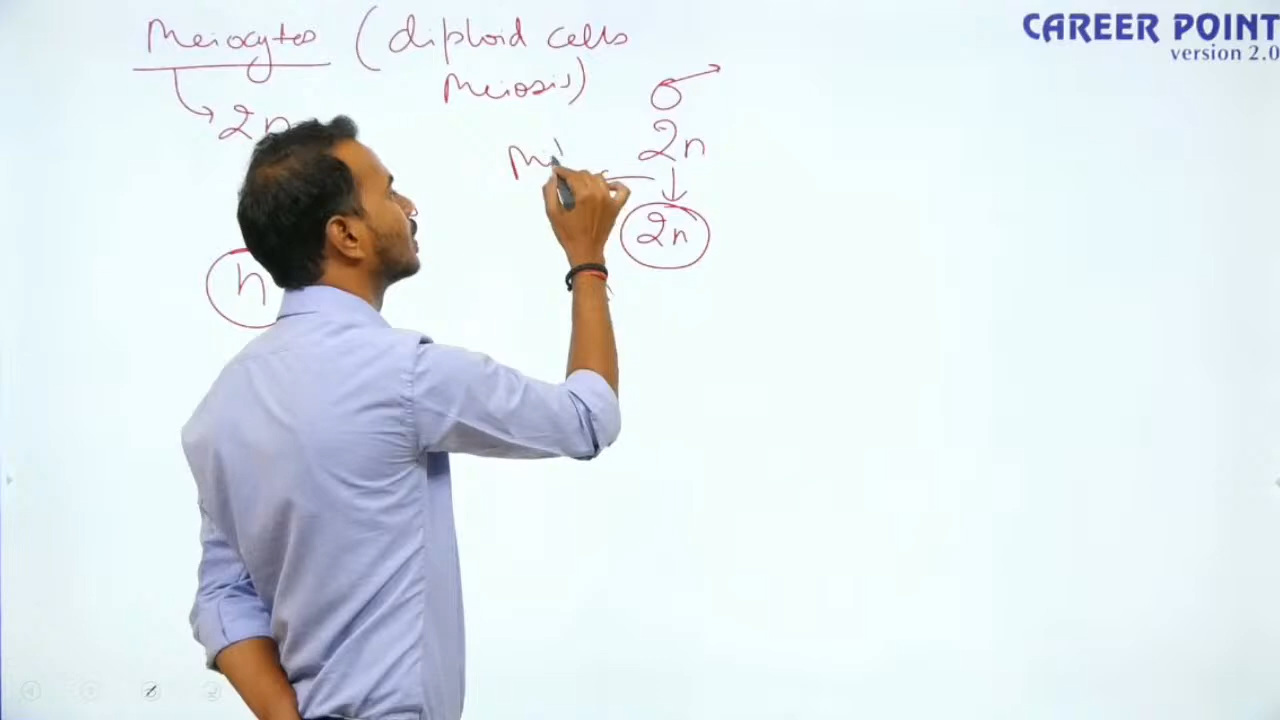 CAREER POINT
version 2.0
Meiocytes (diploid cells
meiosis)
2n
2n
2n
n